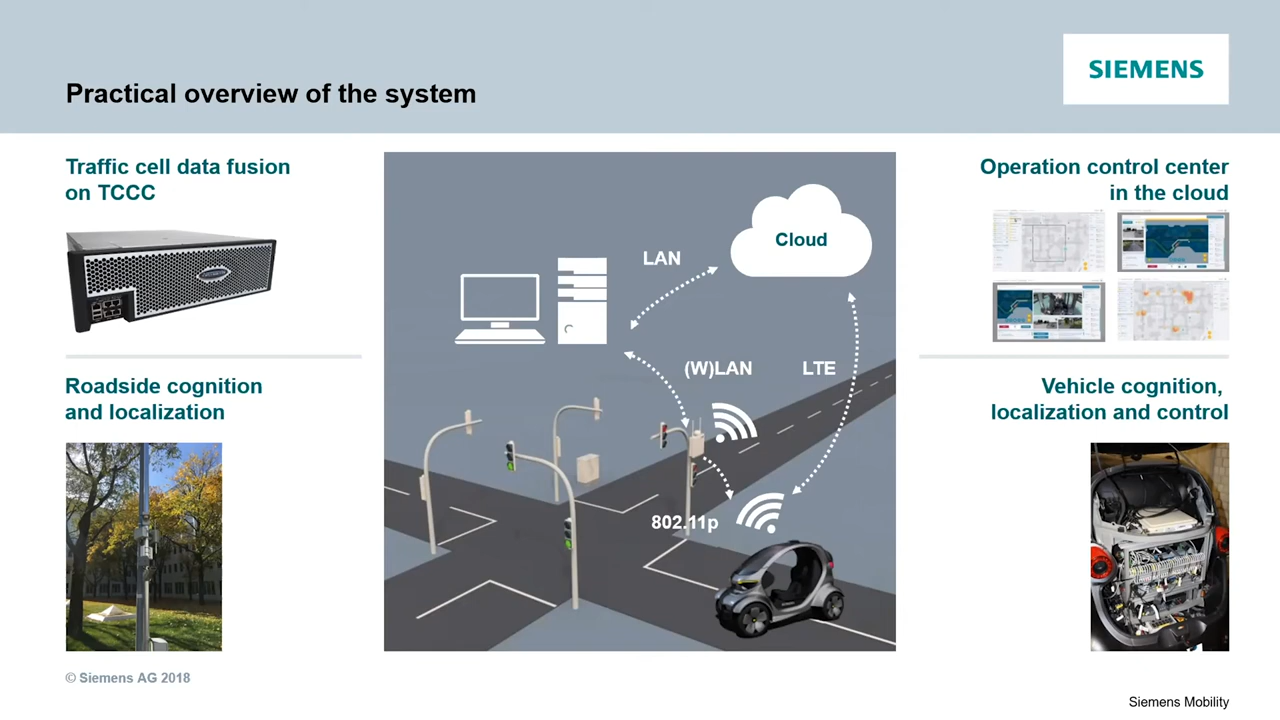 SIEMENS
Practical overview of the system
Traffic cell data fusion
on TCCC
Operation control center
in the cloud
Cloud
LAN
(W)LAN
LTE
802.11p
Roadside cognition
and localization
Vehicle cognition,
localization and control
© Siemens AG 2018
Siemens Mobility